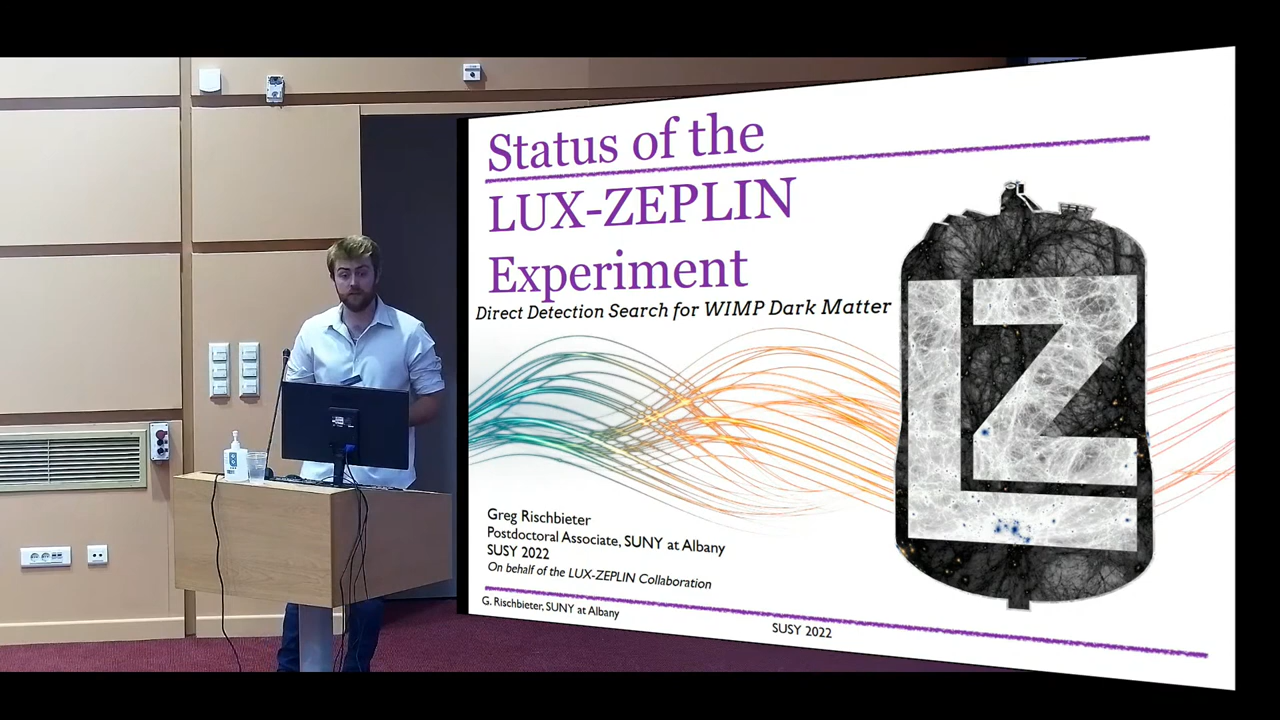 Status of the
LUX-ZEPLIN
Experiment
Direct Detection Search for WIMP Dark Matter
LZ
Greg Rischbieter
Postdoctoral Associate, SUNY at Albany
SUSY 2022
On behalf of the LUX-ZEPLIN Collaboration
G. Rischbieter, SUNY at Albany
SUSY 2022